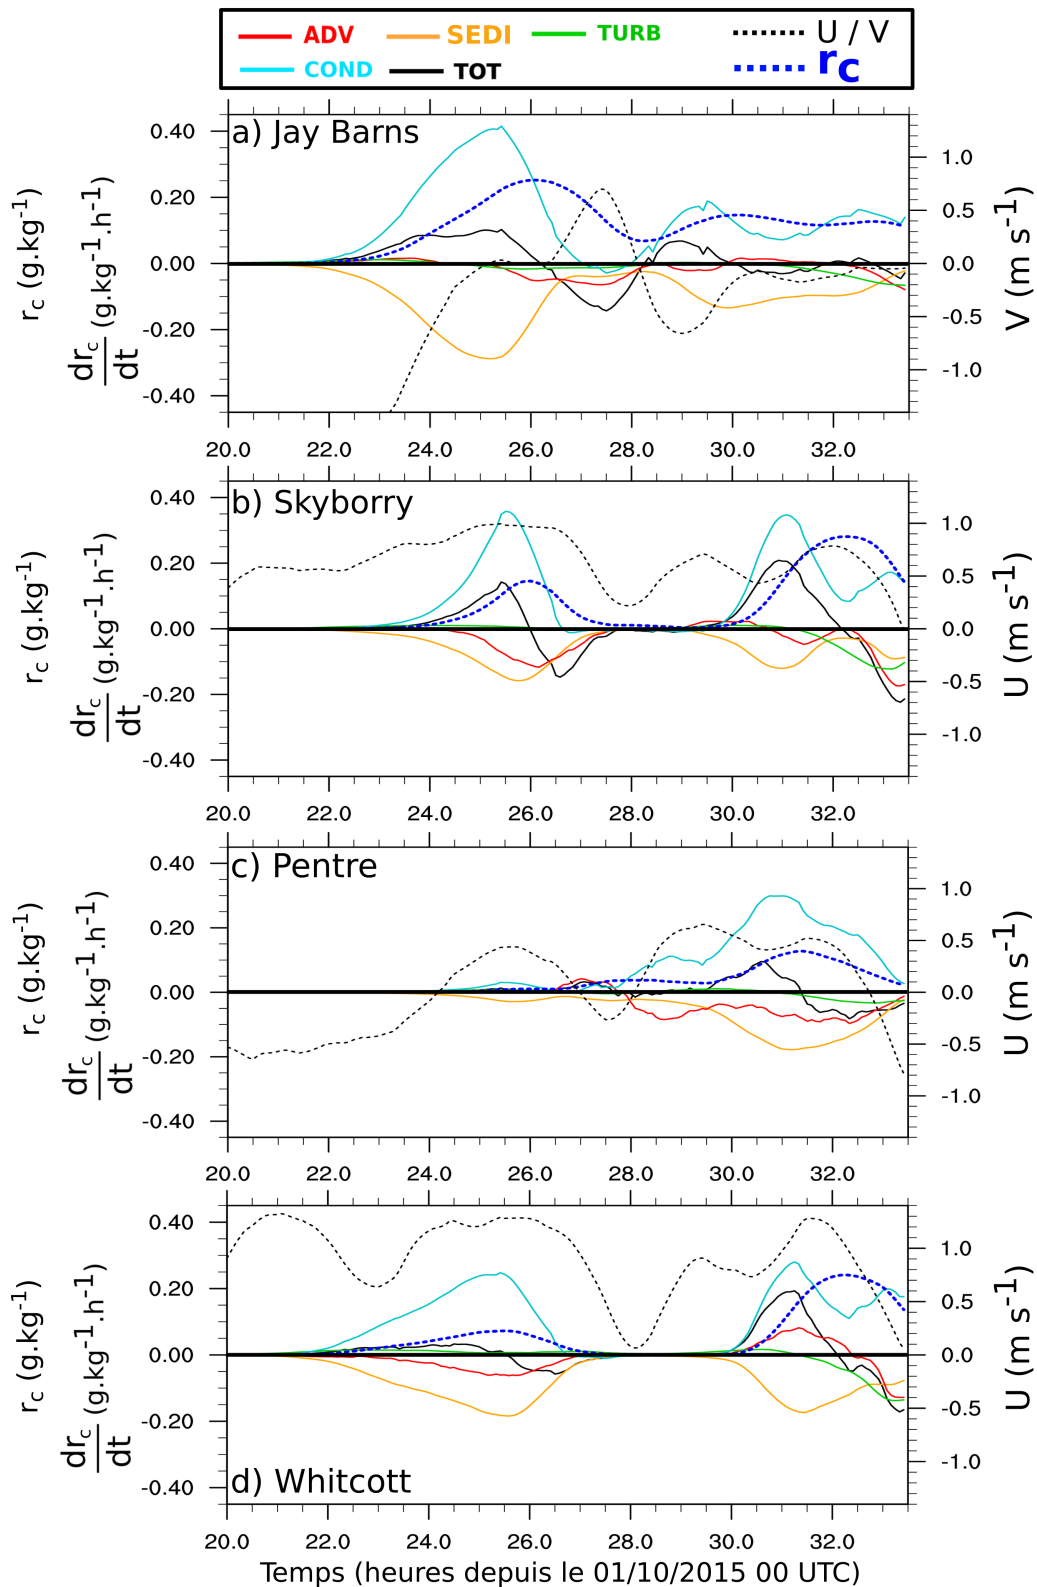 ADV SEDI TURB U / V
COND TOT rc
a) Jay Barns
0.40
0.20
0.00
-0.20
-0.40
rc (g.kg-1)
drc/dt (g.kg-1.h-1)
1.0
0.5
0.0
-0.5
-1.0
V (m s-1)
20.0 22.0 24.0 26.0 28.0 30.0 32.0
b) Skyborry
0.40
0.20
0.00
-0.20
-0.40
rc (g.kg-1)
drc/dt (g.kg-1.h-1)
1.0
0.5
0.0
-0.5
-1.0
U (m s-1)
20.0 22.0 24.0 26.0 28.0 30.0 32.0
c) Pentre
0.40
0.20
0.00
-0.20
-0.40
rc (g.kg-1)
drc/dt (g.kg-1.h-1)
1.0
0.5
0.0
-0.5
-1.0
U (m s-1)
20.0 22.0 24.0 26.0 28.0 30.0 32.0
0.40
0.20
0.00
-0.20
-0.40
rc (g.kg-1)
drc/dt (g.kg-1.h-1)
1.0
0.5
0.0
-0.5
-1.0
U (m s-1)
d) Whitcott
20.0 22.0 24.0 26.0 28.0 30.0 32.0
Temps (heures depuis le 01/10/2015 00 UTC)